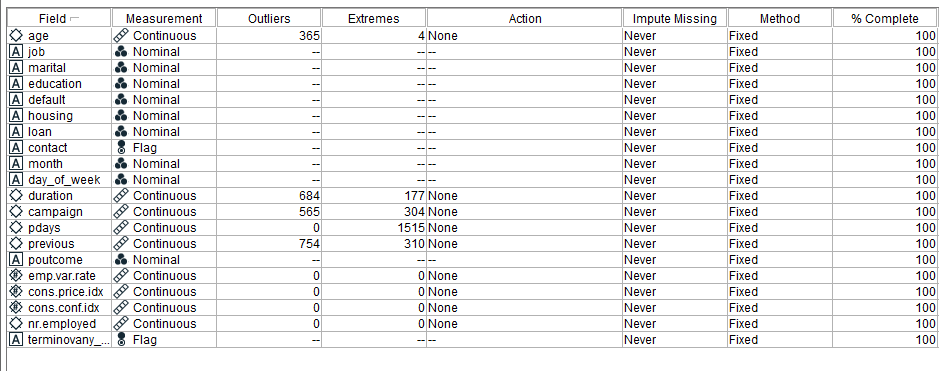 Field Measurement Outliers Extremes Action Impute Missing Method % Complete
age Continuous 365 4 None Never Fixed 100
A job Nominal -- -- -- Never Fixed 100
A marital Nominal -- -- -- Never Fixed 100
A education Nominal -- -- -- Never Fixed 100
A default Nominal -- -- -- Never Fixed 100
A housing Nominal -- -- -- Never Fixed 100
A loan Nominal -- -- -- Never Fixed 100
A contact Flag -- -- -- Never Fixed 100
A month Nominal -- -- -- Never Fixed 100
A day_of_week Nominal -- -- -- Never Fixed 100
duration Continuous 684 177 None Never Fixed 100
campaign Continuous 565 304 None Never Fixed 100
pdays Continuous 0 1515 None Never Fixed 100
previous Continuous 754 310 None Never Fixed 100
A poutcome Nominal -- -- -- Never Fixed 100
# emp.var.rate Continuous 0 0 None Never Fixed 100
# cons.price.idx Continuous 0 0 None Never Fixed 100
# cons.conf.idx Continuous 0 0 None Never Fixed 100
nr.employed Continuous 0 0 None Never Fixed 100
A terminovany_... Flag -- -- -- Never Fixed 100